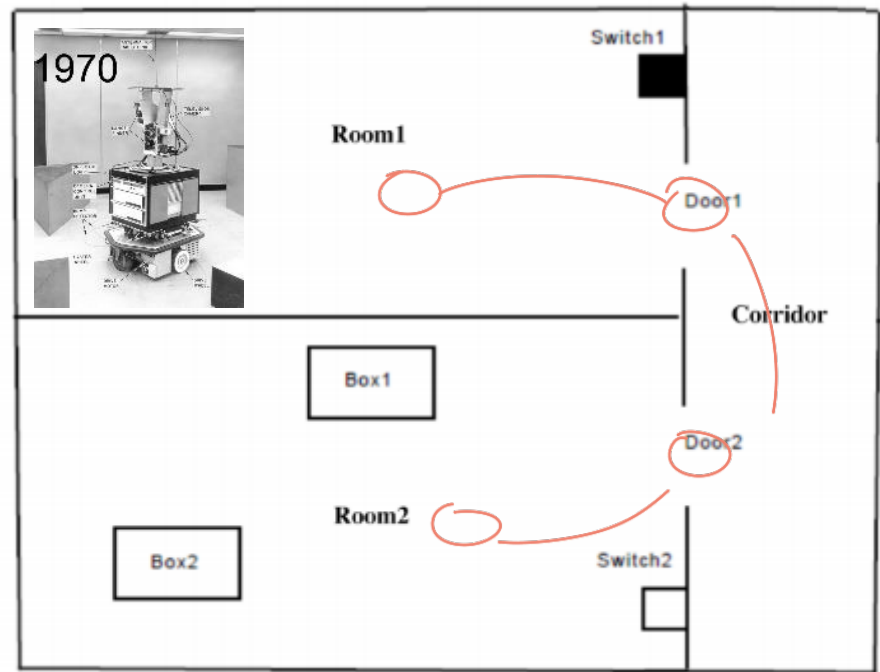 Switch1
1970
Room1
Door1
Corridor
Box1
Door2
Room2
Box2
Switch2